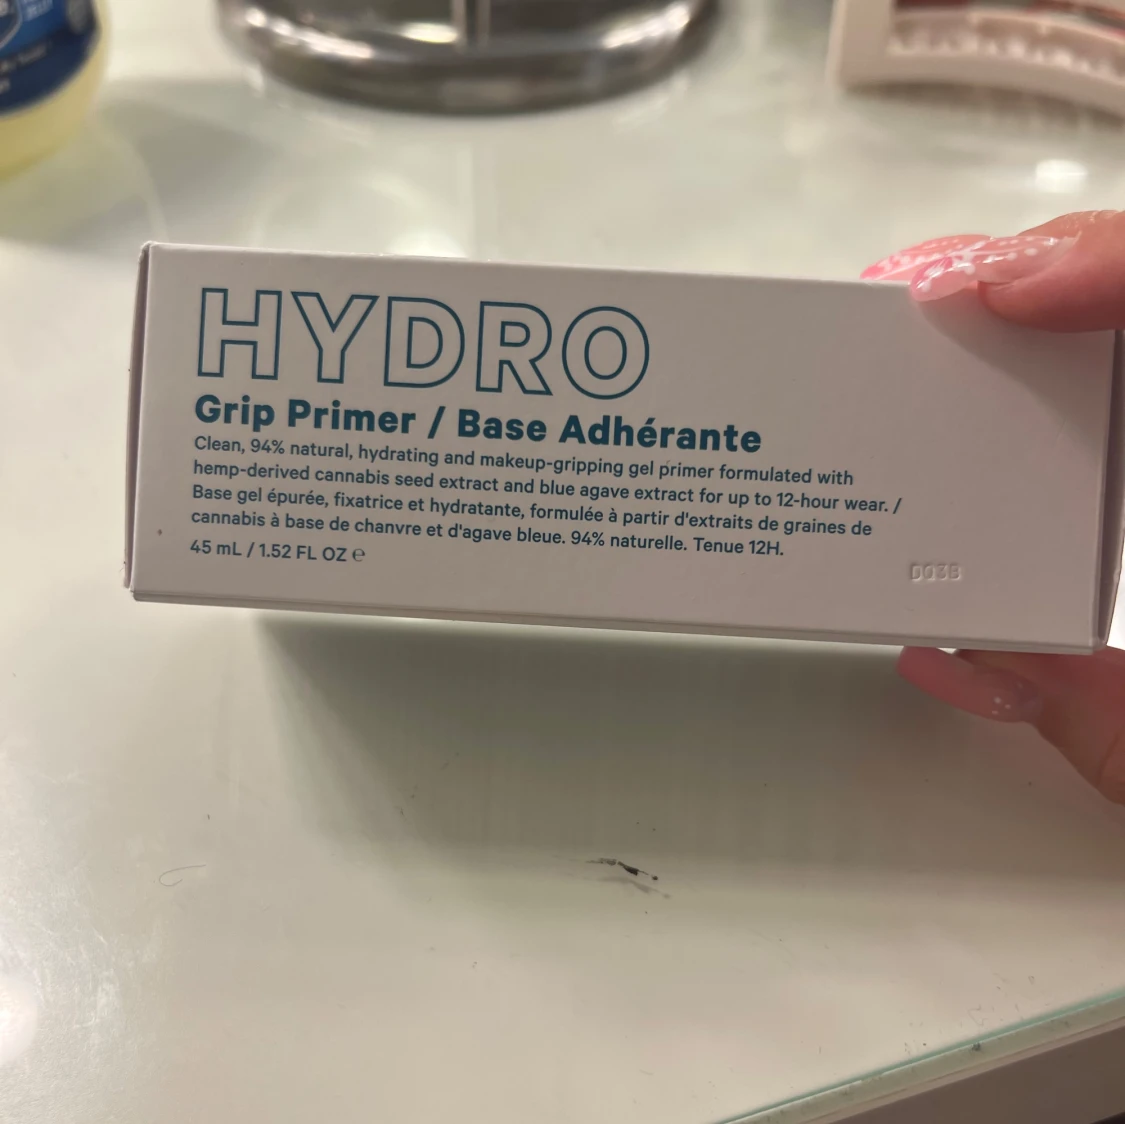 HYDRO
Grip Primer / Base Adhérante
Clean, 94% natural, hydrating and makeup-gripping gel primer formulated with
hemp-derived cannabis seed extract and blue agave extract for up to 12-hour wear. /
Base gel épurée, fixatrice et hydratante, formulée à partir d'extraits de graines de
cannabis à base de chanvre et d'agave bleue. 94% naturelle. Tenue 12H.
45 mL / 1.52 FL OZ ℮